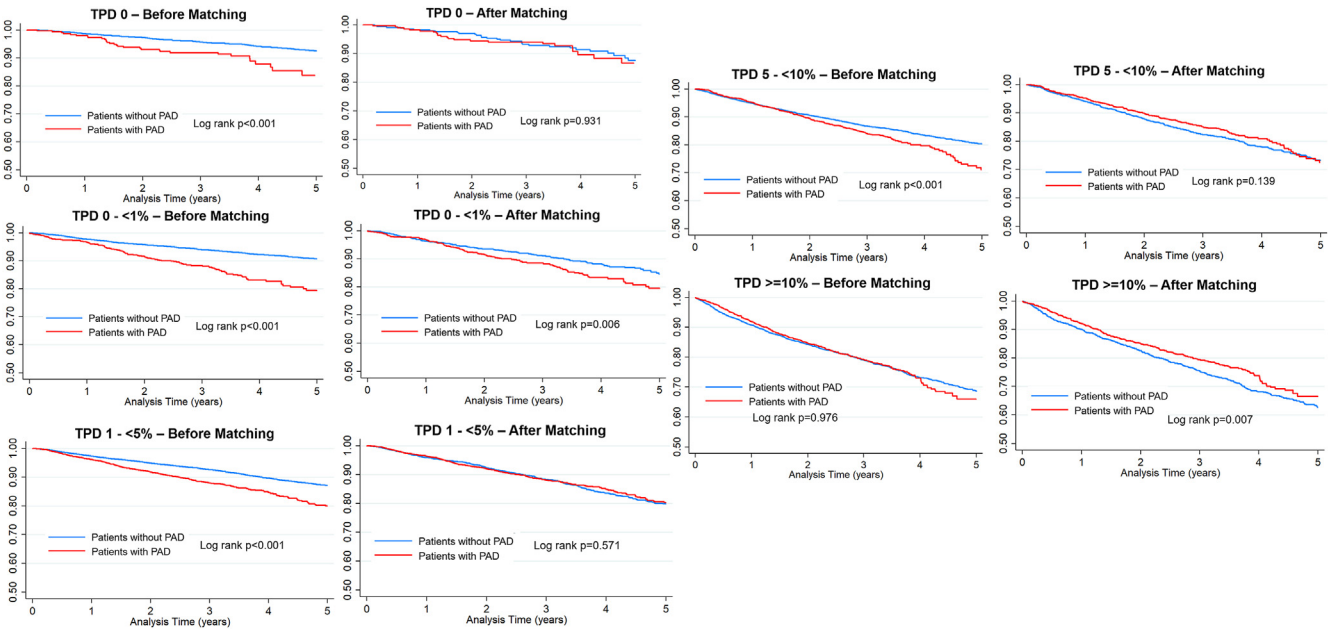 TPD 0 – Before Matching
1.00
0.90
0.80
0.70
0.60
0.50
Patients without PAD
Patients with PAD
Log rank p<0.001
0 1 2 3 4 5
Analysis Time (years)
TPD 0 – After Matching
1.00
0.90
0.80
0.70
0.60
0.50
Patients without PAD
Patients with PAD
Log rank p=0.931
0 1 2 3 4 5
Analysis Time (years)
TPD 0 - <1% – Before Matching
1.00
0.90
0.80
0.70
0.60
0.50
Patients without PAD
Patients with PAD
Log rank p<0.001
0 1 2 3 4 5
Analysis Time (years)
TPD 0 - <1% – After Matching
1.00
0.90
0.80
0.70
0.60
0.50
Patients without PAD
Patients with PAD
Log rank p=0.006
0 1 2 3 4 5
Analysis Time (years)
TPD 1 - <5% – Before Matching
1.00
0.90
0.80
0.70
0.60
0.50
Patients without PAD
Patients with PAD
Log rank p<0.001
0 1 2 3 4 5
Analysis Time (years)
TPD 1 - <5% – After Matching
1.00
0.90
0.80
0.70
0.60
0.50
Patients without PAD
Patients with PAD
Log rank p=0.571
0 1 2 3 4 5
Analysis Time (years)
TPD 5 - <10% – Before Matching
1.00
0.90
0.80
0.70
0.60
0.50
Patients without PAD
Patients with PAD
Log rank p<0.001
0 1 2 3 4 5
Analysis Time (years)
TPD 5 - <10% – After Matching
1.00
0.90
0.80
0.70
0.60
0.50
Patients without PAD
Patients with PAD
Log rank p=0.139
0 1 2 3 4 5
Analysis Time (years)
TPD >=10% – Before Matching
1.00
0.90
0.80
0.70
0.60
0.50
Patients without PAD
Patients with PAD
Log rank p=0.976
0 1 2 3 4 5
Analysis Time (years)
TPD >=10% – After Matching
1.00
0.90
0.80
0.70
0.60
0.50
Patients without PAD
Patients with PAD
Log rank p=0.007
0 1 2 3 4 5
Analysis Time (years)